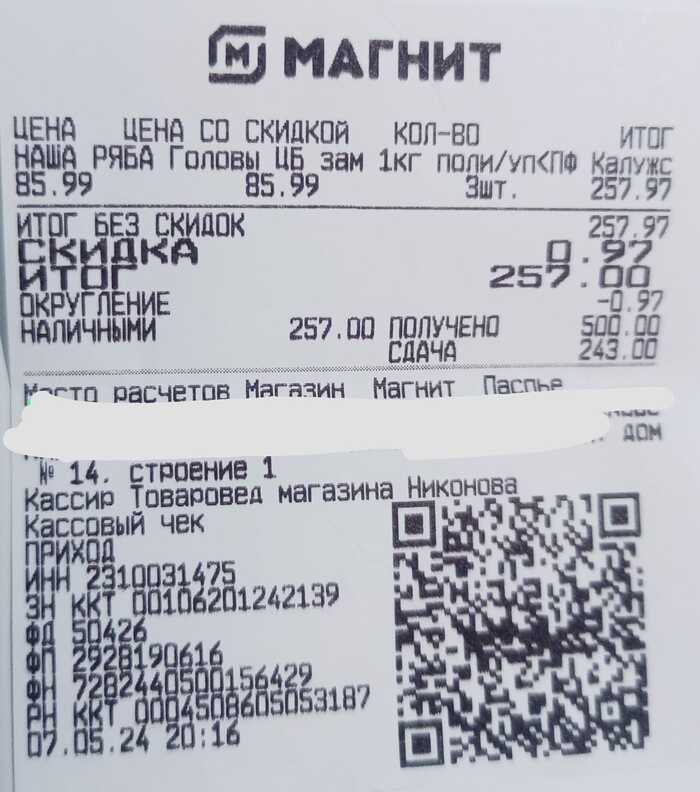 МАГНИТ
ЦЕНА ЦЕНА СО СКИДКОЙ КОЛ-ВО ИТОГ
НАША РЯБА Головы ЦБ зам 1кг поли/уп<ПФ Калужс
85.99 85.99 3шт. 257.97
ИТОГ БЕЗ СКИДОК 257.97
СКИДКА 0.97
ИТОГ 257.00
ОКРУГЛЕНИЕ -0.97
НАЛИЧНЫМИ 257.00 ПОЛУЧЕНО 500.00
СДАЧА 243.00
Место расчетов Магазин Магнит Паспье
дом
№ 14. строение 1
Кассир Товаровед магазина Никонова
Кассовый чек
ПРИХОД
ИНН 2310031475
ЗН ККТ 00106201242139
ФД 50426
ФП 2928190616
ФН 7282440500156429
РН ККТ 0004508605053187
07.05.24 20:16